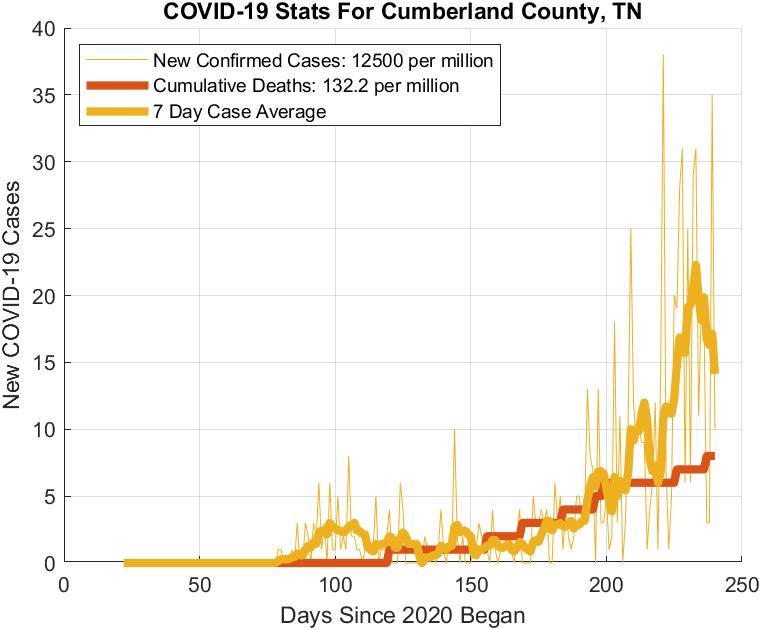 COVID-19 Stats For Cumberland County, TN
New Confirmed Cases: 12500 per million
Cumulative Deaths: 132.2 per million
7 Day Case Average
New COVID-19 Cases
40
35
30
25
20
15
10
5
0
0 50 100 150 200 250
Days Since 2020 Began